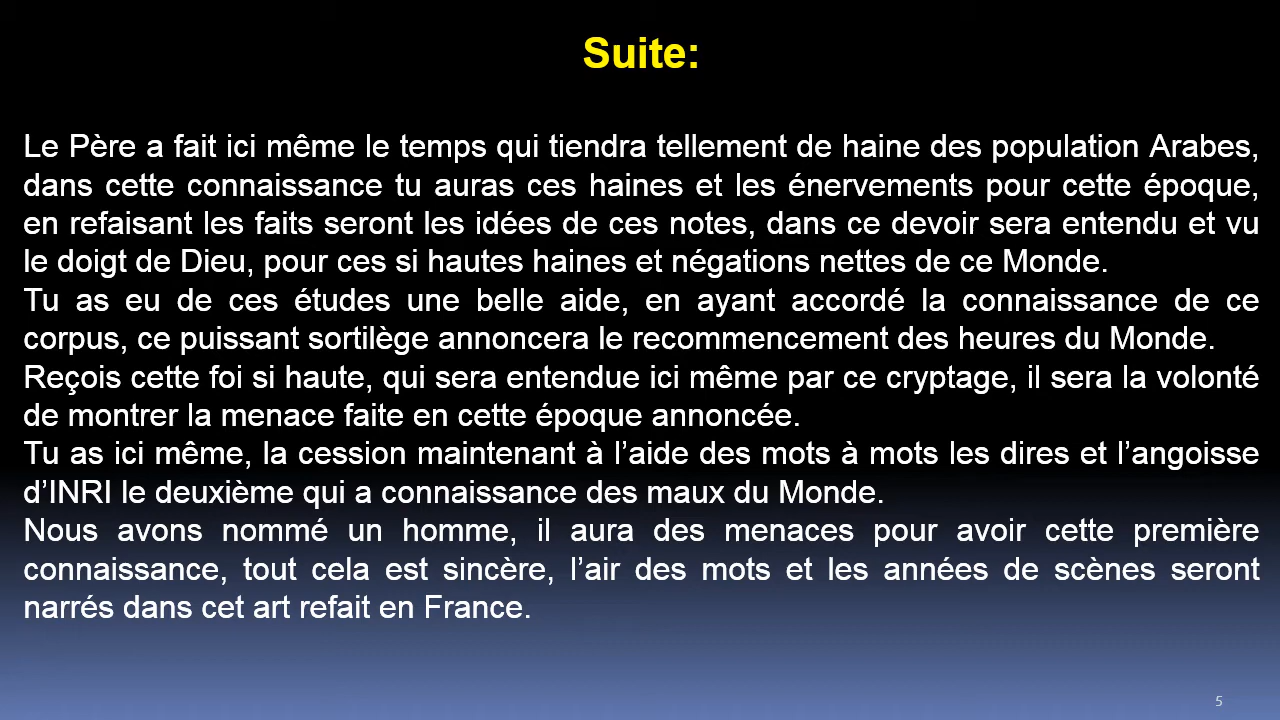 Suite:
Le Père a fait ici même le temps qui tiendra tellement de haine des population Arabes,
dans cette connaissance tu auras ces haines et les énervements pour cette époque,
en refaisant les faits seront les idées de ces notes, dans ce devoir sera entendu et vu
le doigt de Dieu, pour ces si hautes haines et négations nettes de ce Monde.
Tu as eu de ces études une belle aide, en ayant accordé la connaissance de ce
corpus, ce puissant sortilège annoncera le recommencement des heures du Monde.
Reçois cette foi si haute, qui sera entendue ici même par ce cryptage, il sera la volonté
de montrer la menace faite en cette époque annoncée.
Tu as ici même, la cession maintenant à l’aide des mots à mots les dires et l’angoisse
d’INRI le deuxième qui a connaissance des maux du Monde.
Nous avons nommé un homme, il aura des menaces pour avoir cette première
connaissance, tout cela est sincère, l’air des mots et les années de scènes seront
narrés dans cet art refait en France.
5